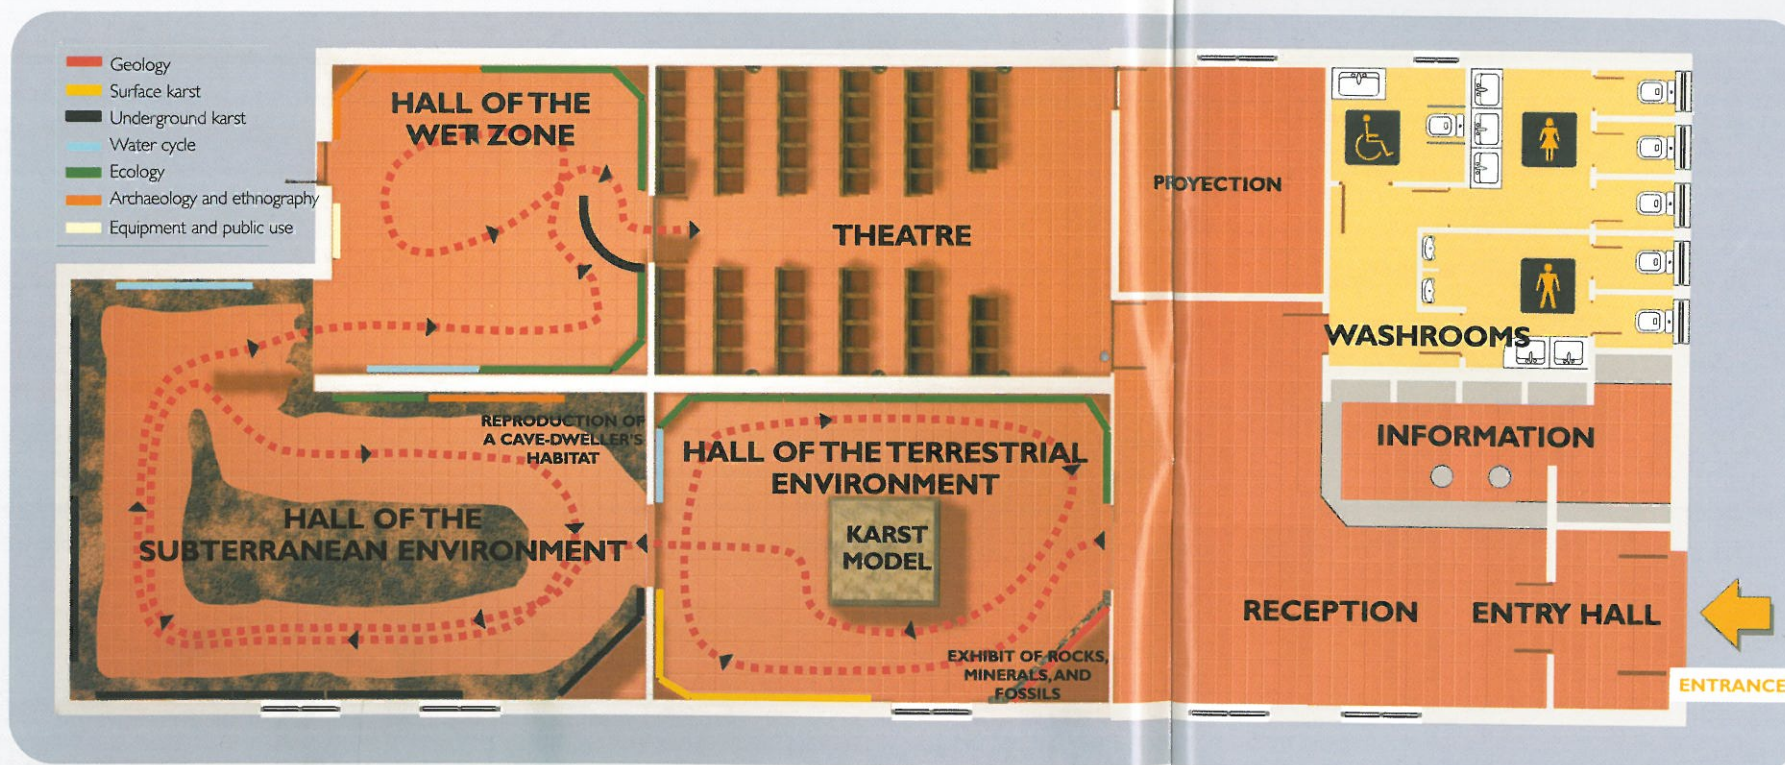 Geology
Surface karst
Underground karst
Water cycle
Ecology
Archaeology and ethnography
Equipment and public use
HALL OF THE
WET ZONE
THEATRE
PROYECTION
WASHROOMS
REPRODUCTION OF
A CAVE-DWELLER'S
HABITAT
HALL OF THE
SUBTERRANEAN ENVIRONMENT
HALL OF THE TERRESTRIAL
ENVIRONMENT
KARST
MODEL
EXHIBIT OF ROCKS,
MINERALS, AND
FOSSILS
INFORMATION
RECEPTION
ENTRY HALL
ENTRANCE